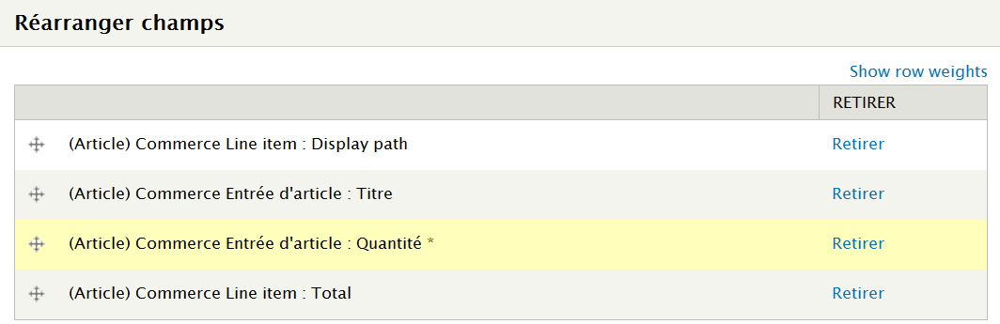 Réarranger champs
Show row weights
RETIRER
(Article) Commerce Line item : Display path Retirer
(Article) Commerce Entrée d'article : Titre Retirer
(Article) Commerce Entrée d'article : Quantité * Retirer
(Article) Commerce Line item : Total Retirer